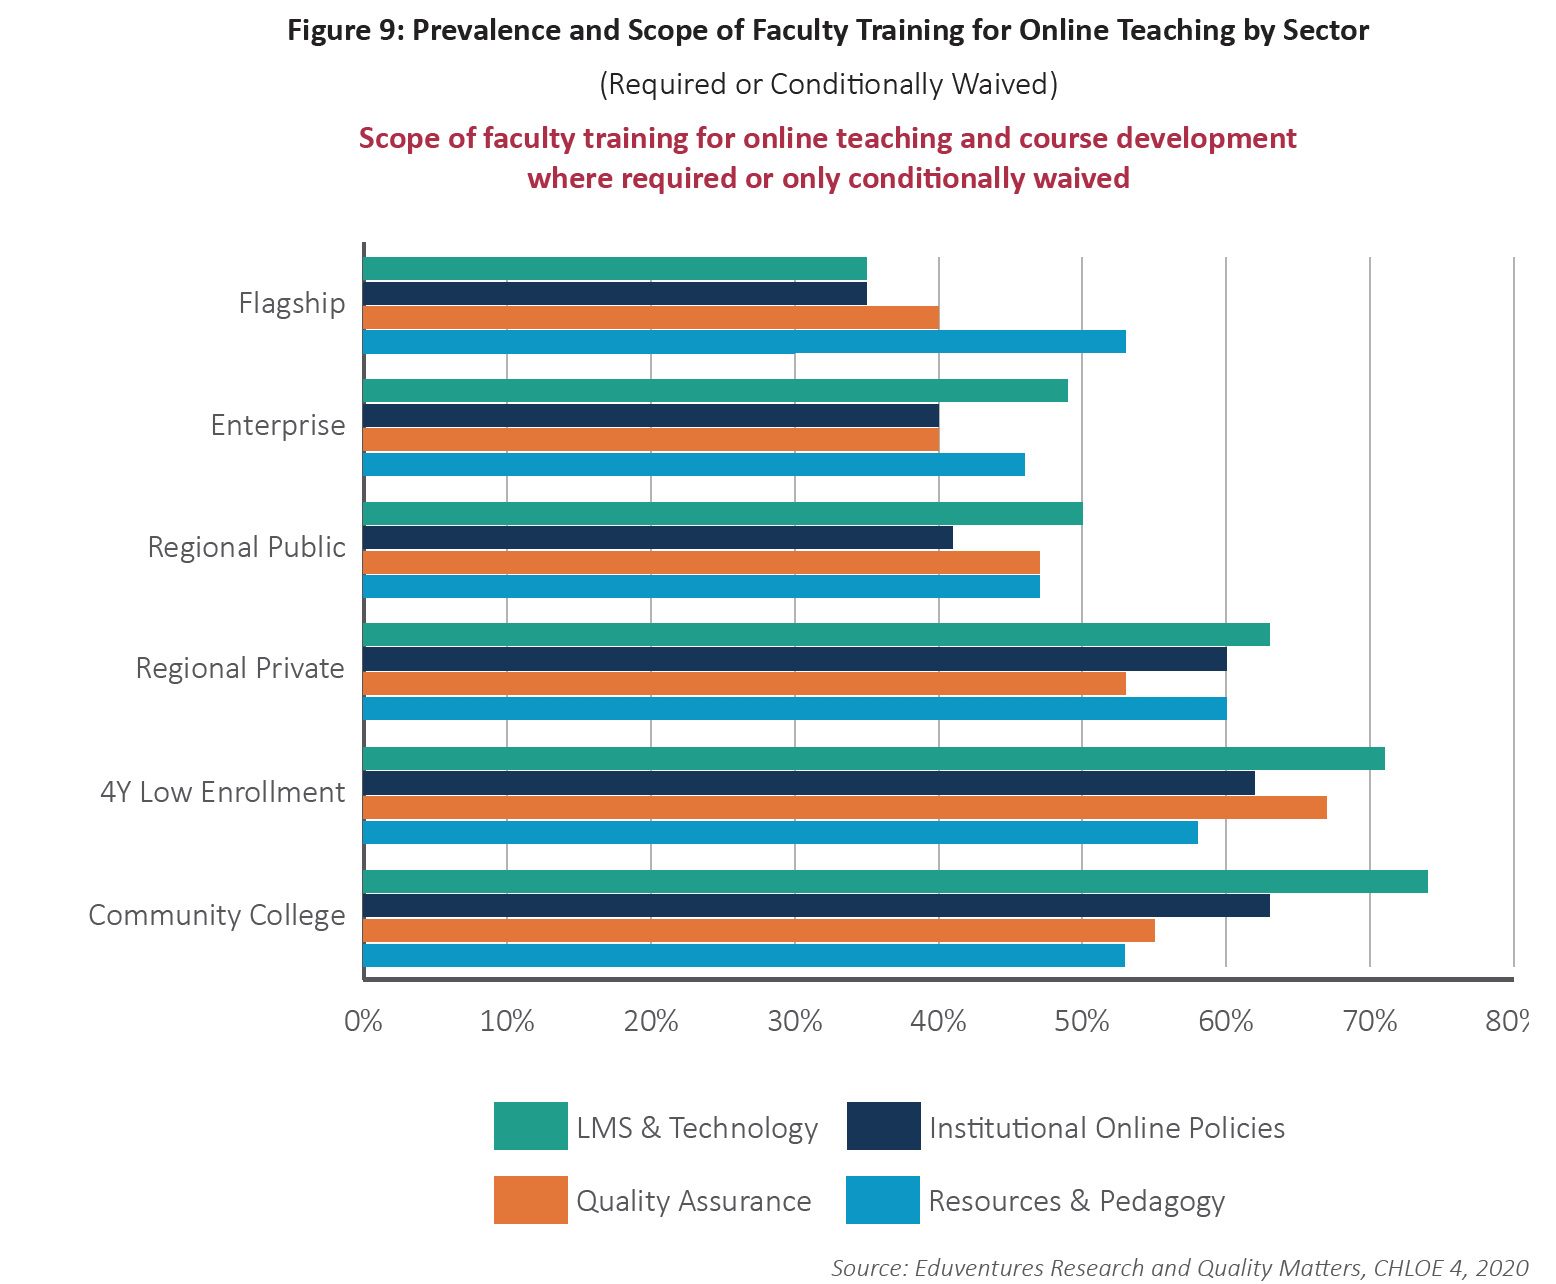 Figure 9: Prevalence and Scope of Faculty Training for Online Teaching by Sector
(Required or Conditionally Waived)
Scope of faculty training for online teaching and course development
where required or only conditionally waived
Flagship
Enterprise
Regional Public
Regional Private
4Y Low Enrollment
Community College
0% 10% 20% 30% 40% 50% 60% 70% 80%
LMS & Technology Institutional Online Policies
Quality Assurance Resources & Pedagogy
Source: Eduventures Research and Quality Matters, CHLOE 4, 2020